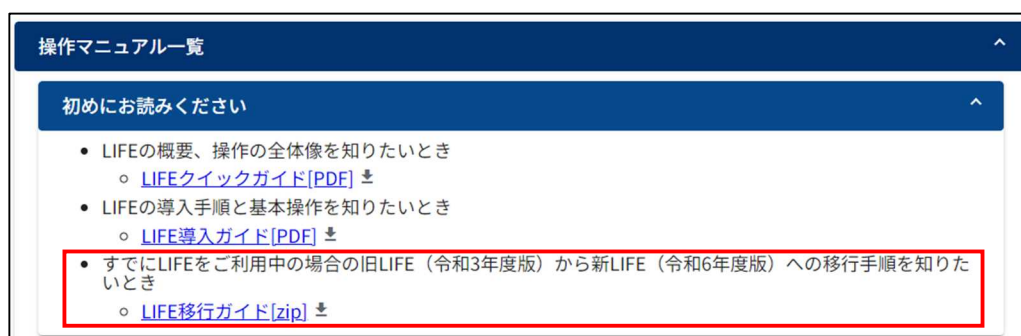 操作マニュアル一覧
初めにお読みください
LIFEの概要、操作の全体像を知りたいとき
LIFEクイックガイド[PDF]
LIFEの導入手順と基本操作を知りたいとき
LIFE導入ガイド[PDF]
すでにLIFEをご利用中の場合の旧LIFE（令和3年度版）から新LIFE（令和6年度版）への移行手順を知りた
いとき
LIFE移行ガイド[zip]